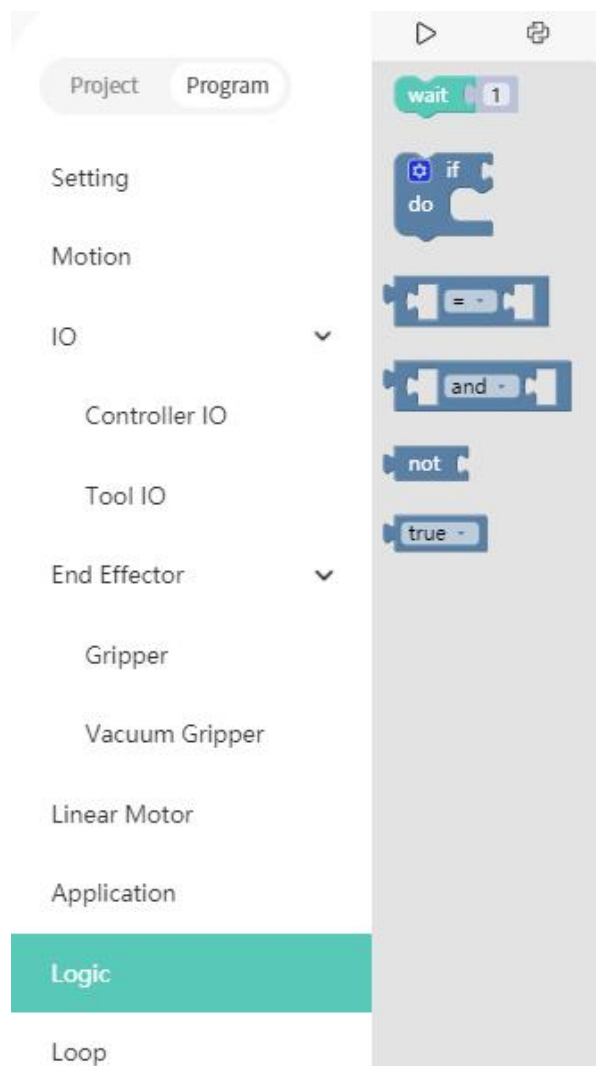 Project Program
Setting
Motion
IO
Controller IO
Tool IO
End Effector
Gripper
Vacuum Gripper
Linear Motor
Application
Logic
Loop
wait 1
if
do
=
and
not
true